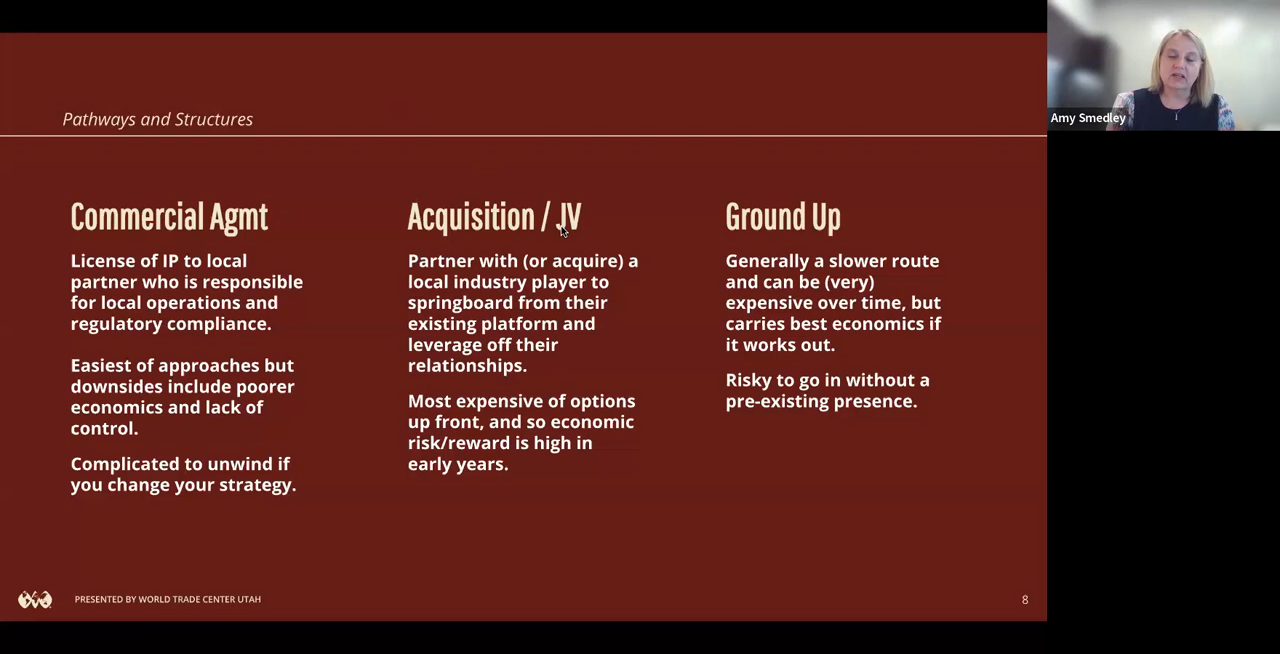 Pathways and Structures
Commercial Agmt
License of IP to local
partner who is responsible
for local operations and
regulatory compliance.
Easiest of approaches but
downsides include poorer
economics and lack of
control.
Complicated to unwind if
you change your strategy.
Acquisition / JV
Partner with (or acquire) a
local industry player to
springboard from their
existing platform and
leverage off their
relationships.
Most expensive of options
up front, and so economic
risk/reward is high in
early years.
Ground Up
Generally a slower route
and can be (very)
expensive over time, but
carries best economics if
it works out.
Risky to go in without a
pre-existing presence.
PRESENTED BY WORLD TRADE CENTER UTAH
8
Amy Smedley